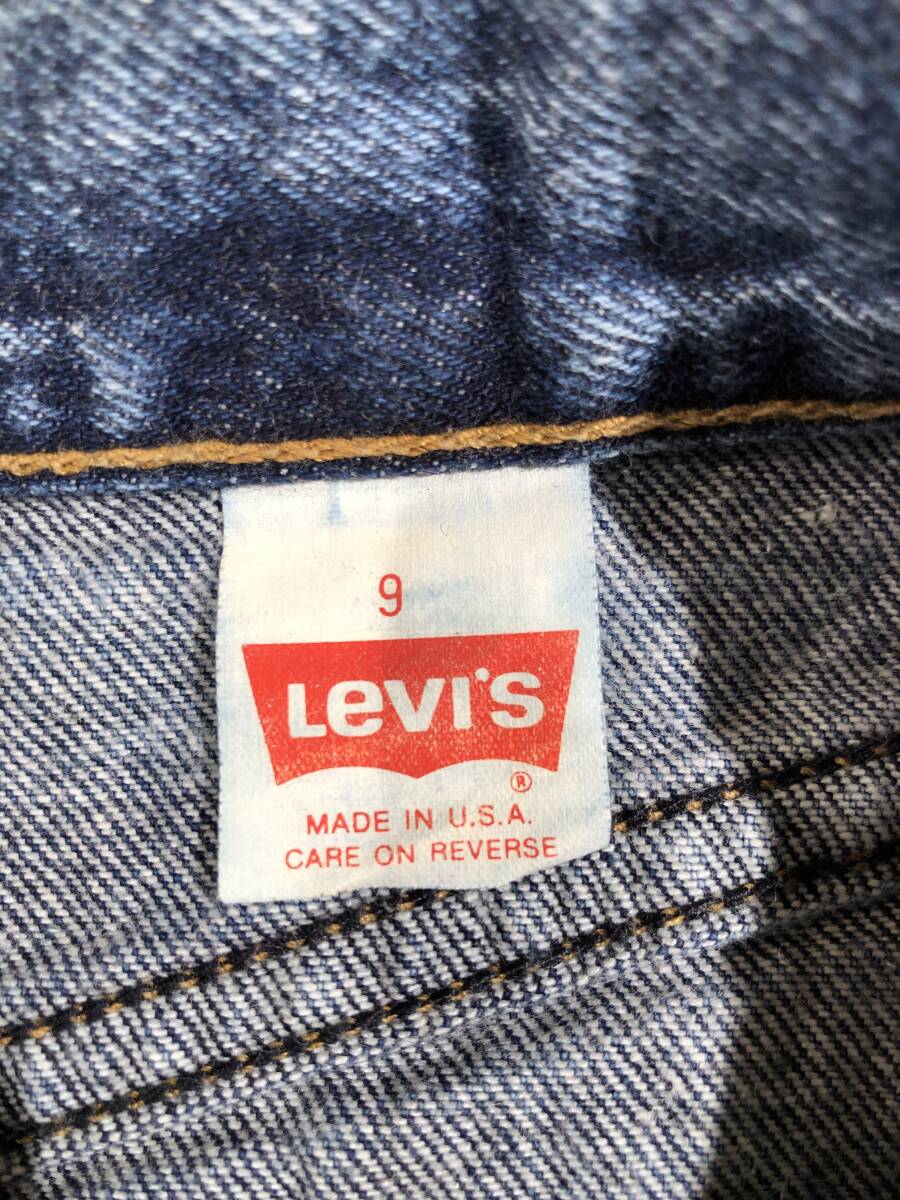 9
Levi's
®
MADE IN U.S.A.
CARE ON REVERSE